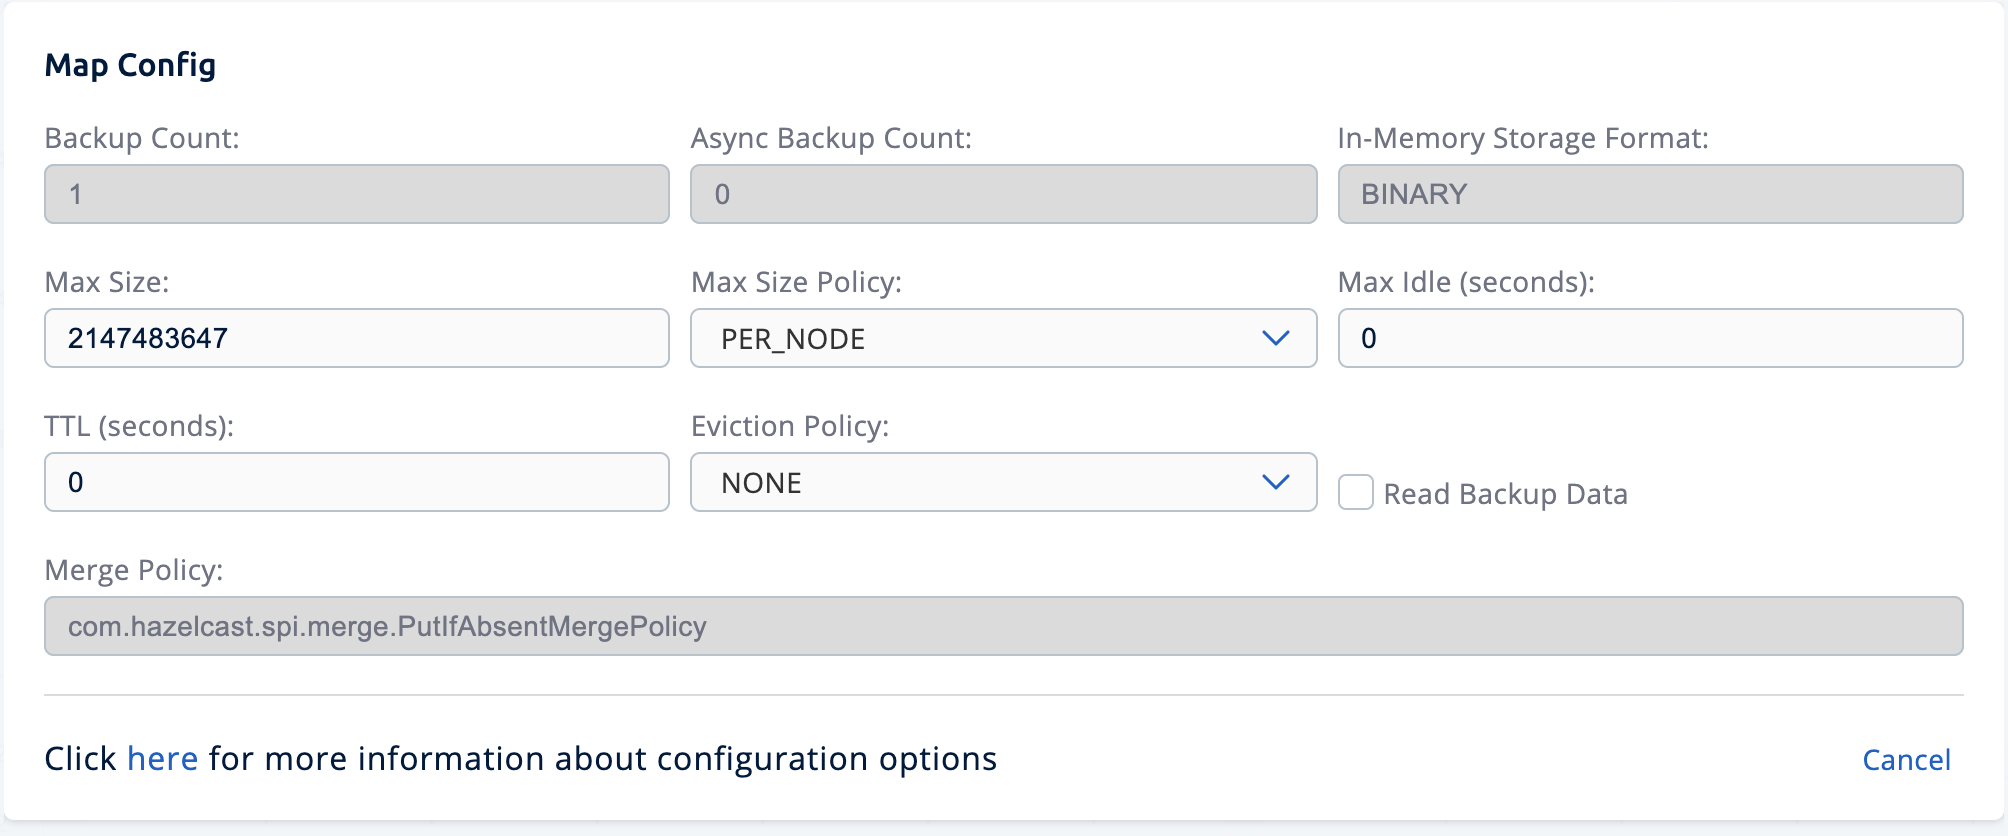 Map Config
Backup Count:
Async Backup Count:
In-Memory Storage Format:
1
0
BINARY
Max Size:
Max Size Policy:
Max Idle (seconds):
2147483647
PER_NODE
0
TTL (seconds):
Eviction Policy:
0
NONE
Read Backup Data
Merge Policy:
com.hazelcast.spi.merge.PutIfAbsentMergePolicy
Click here for more information about configuration options
Cancel